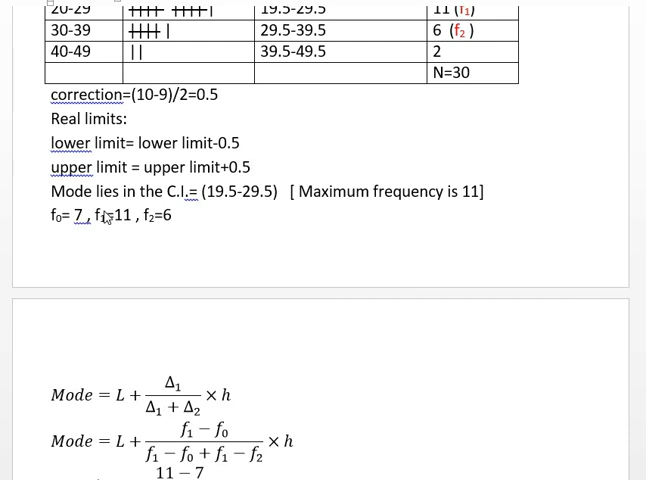 20-29 19.5-29.5 11 (f₁)
30-39 29.5-39.5 6 (f₂)
40-49 39.5-49.5 2
N=30
correction=(10-9)/2=0.5
Real limits:
lower limit= lower limit-0.5
upper limit = upper limit+0.5
Mode lies in the C.I.= (19.5-29.5) [ Maximum frequency is 11]
f₀= 7 , f₁=11 , f₂=6
Mode = L + Δ₁ / (Δ₁ + Δ₂) × h
Mode = L + (f₁ − f₀) / (f₁ − f₀ + f₁ − f₂) × h
11 − 7